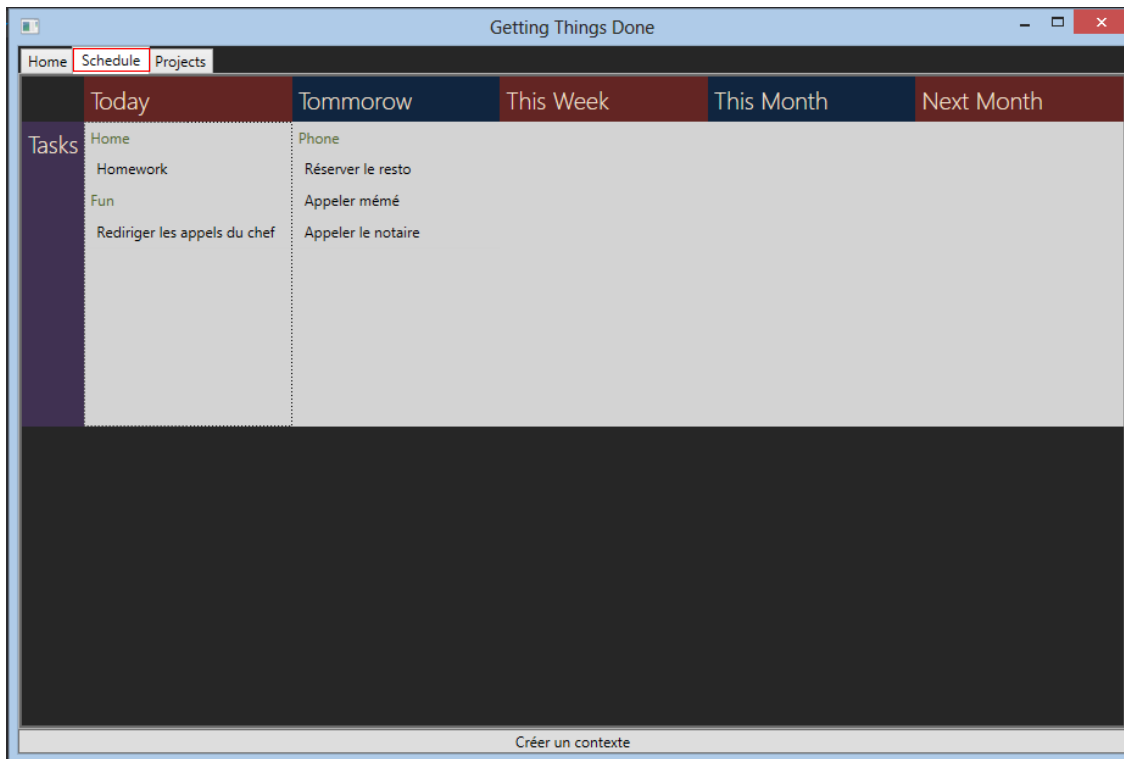 Getting Things Done
Home Schedule Projects
Today Tommorow This Week This Month Next Month
Tasks
Home
Homework
Fun
Rediriger les appels du chef
Phone
Réserver le resto
Appeler mémé
Appeler le notaire
Créer un contexte